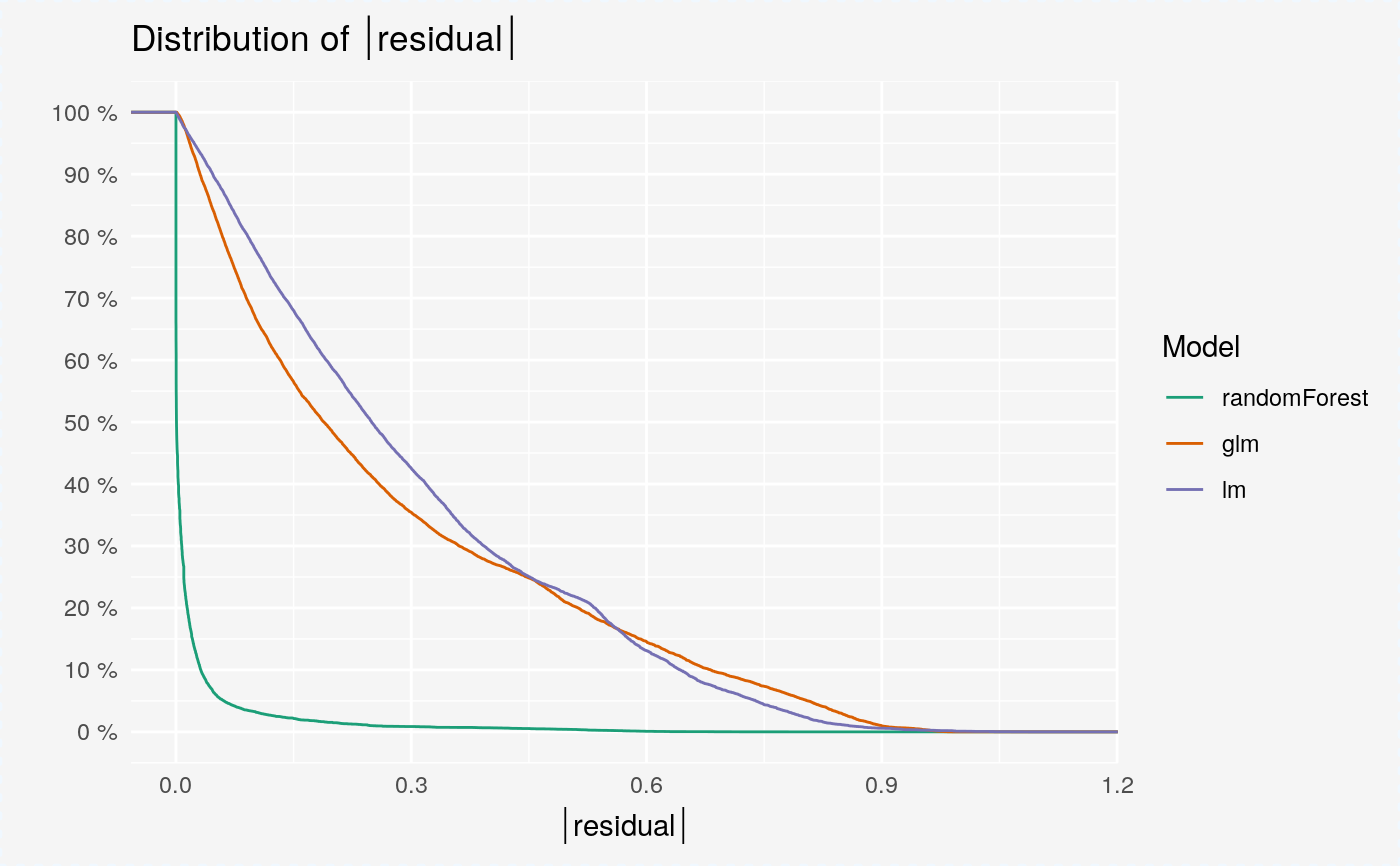 Distribution of |residual|
100 %
90 %
80 %
70 %
60 %
50 %
40 %
30 %
20 %
10 %
0 %
0.0 0.3 0.6 0.9 1.2
|residual|
Model
randomForest
glm
lm